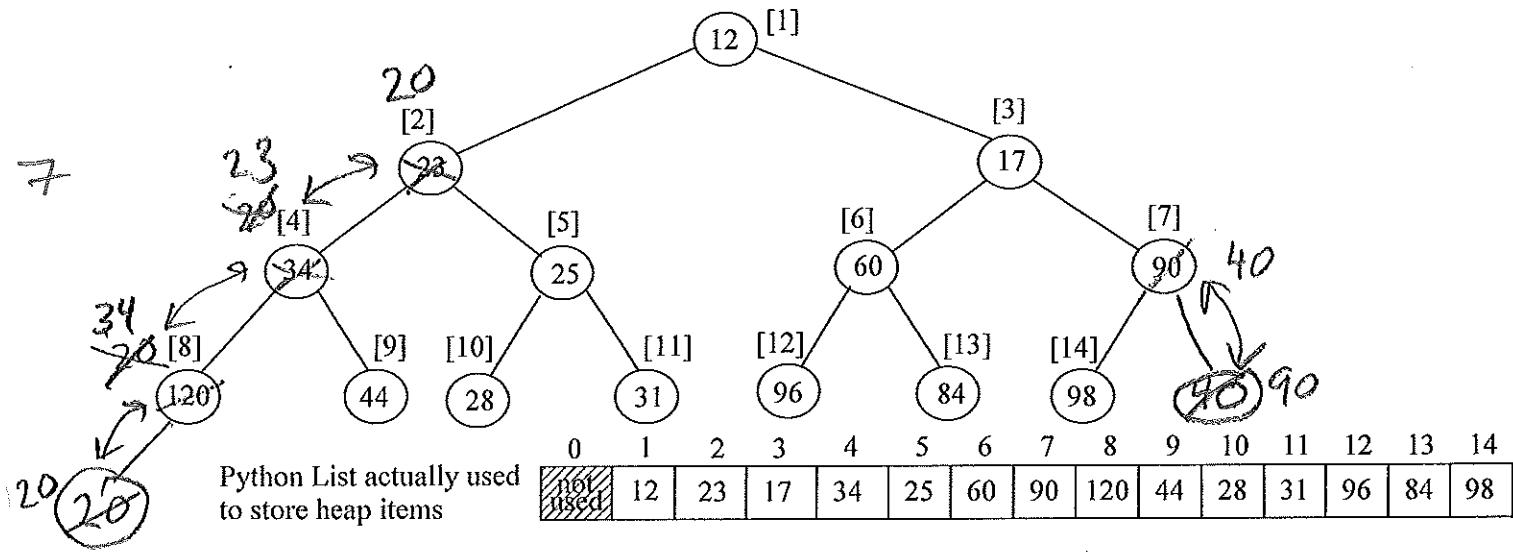 12 [1]
20
[2] [3]
7 23 23 17
20 [4] [5] [6] [7]
34 25 60 90 40
34
20 [8] [9] [10] [11] [12] [13] [14]
120 44 28 31 96 84 98 40 90
0 1 2 3 4 5 6 7 8 9 10 11 12 13 14
20 20 Python List actually used not used 12 23 17 34 25 60 90 120 44 28 31 96 84 98
to store heap items